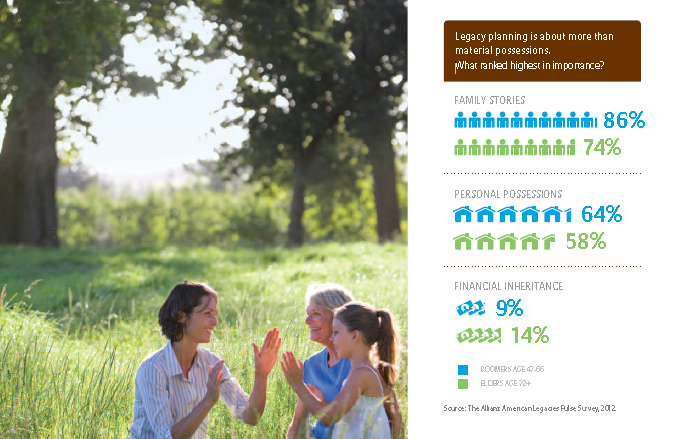 Legacy planning is about more than
material possessions.
What ranked highest in importance?
FAMILY STORIES
86%
74%
PERSONAL POSSESSIONS
64%
58%
FINANCIAL INHERITANCE
9%
14%
BOOMERS AGE 47-66
ELDERS AGE 72+
Source: The Allianz American Legacies Pulse Survey, 2012.